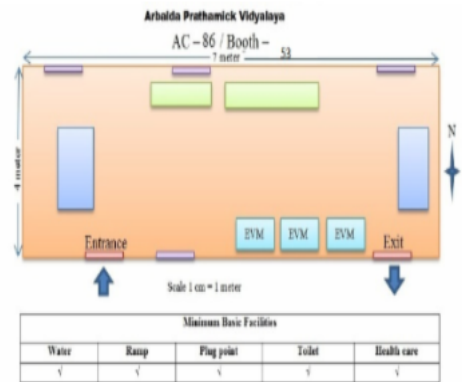 Arbalda Prathamick Vidyalaya
AC – 86 / Booth – 53
7 meter
4 meter
N
EVM EVM EVM
Entrance
Exit
Scale 1 cm = 1 meter
Minimum Basic Facilities
Water Ramp Plug point Toilet Health care
√ √ √ √ √